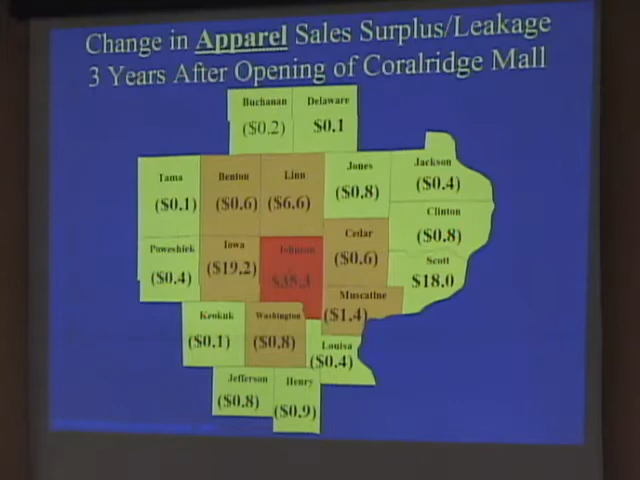 Change in Apparel Sales Surplus/Leakage
3 Years After Opening of Coralridge Mall
Buchanan
($0.2)
Delaware
$0.1
Tama
($0.1)
Benton
($0.6)
Linn
($6.6)
Jones
($0.8)
Jackson
($0.4)
Clinton
($0.8)
Poweshiek
($0.4)
Iowa
($19.2)
Johnson
Cedar
($0.6)
Scott
$18.0
Muscatine
($1.4)
Keokuk
($0.1)
Washington
($0.8)
Louisa
($0.4)
Jefferson
($0.8)
Henry
($0.9)